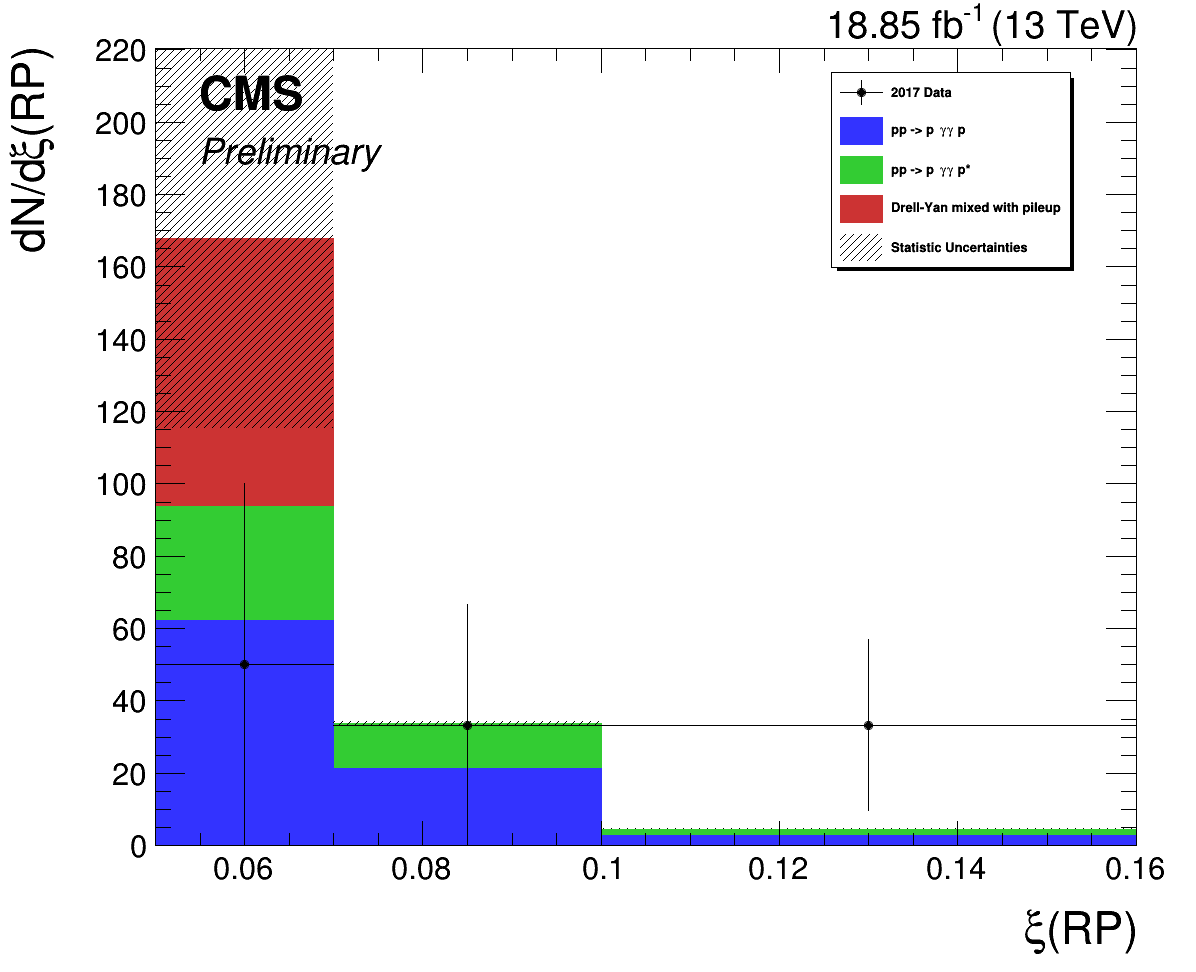 18.85 fb⁻¹ (13 TeV)
dN/dξ(RP)
220
200
180
160
140
120
100
80
60
40
20
0
CMS
Preliminary
2017 Data
pp -> p γγ p
pp -> p γγ p*
Drell-Yan mixed with pileup
Statistic Uncertainties
0.06 0.08 0.1 0.12 0.14 0.16
ξ(RP)